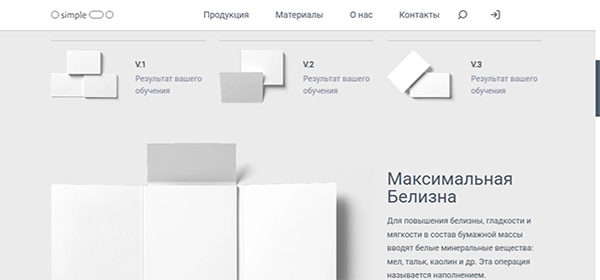 simple
Продукция Материалы О нас Контакты
V.1
Результат вашего
обучения
V.2
Результат вашего
обучения
V.3
Результат вашего
обучения
Максимальная
Белизна
Для повышения белизны, гладкости и
мягкости в состав бумажной массы
вводят белые минеральные вещества:
мел, тальк, каолин и др. Эта операция
называется наполнением.